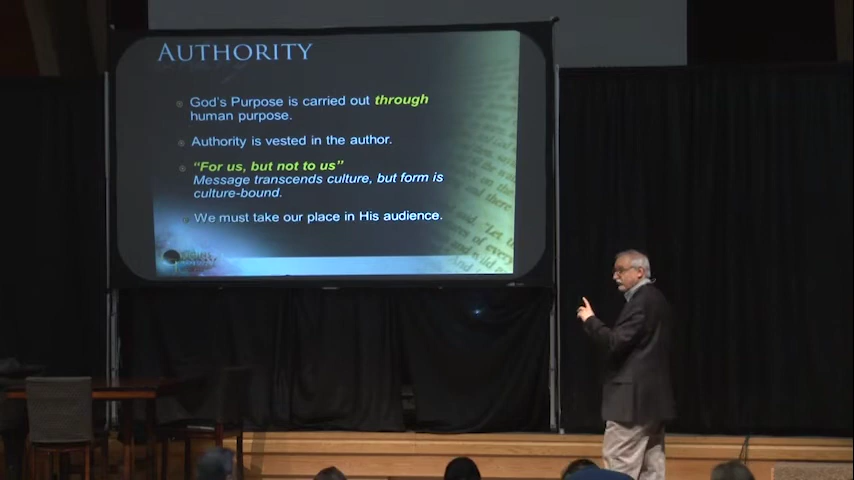 AUTHORITY
God's Purpose is carried out through
human purpose.
Authority is vested in the author.
"For us, but not to us"
Message transcends culture, but form is
culture-bound.
We must take our place in His audience.